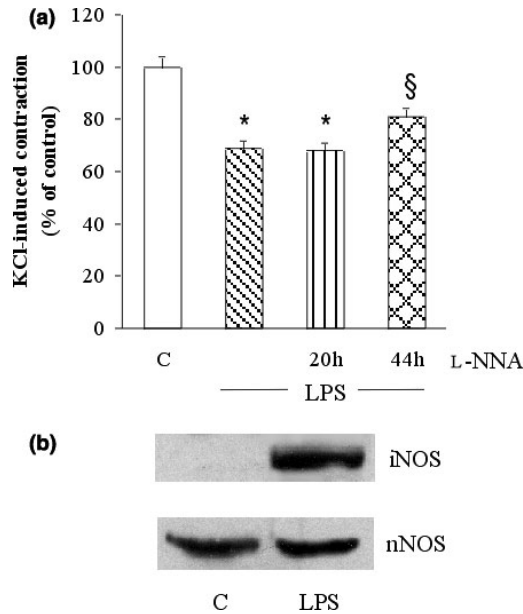 (a)
KCl-induced contraction
(% of control)
120
100
80
60
40
20
0
*
*
§
C
20h
44h
L-NNA
LPS
(b)
iNOS
nNOS
C
LPS